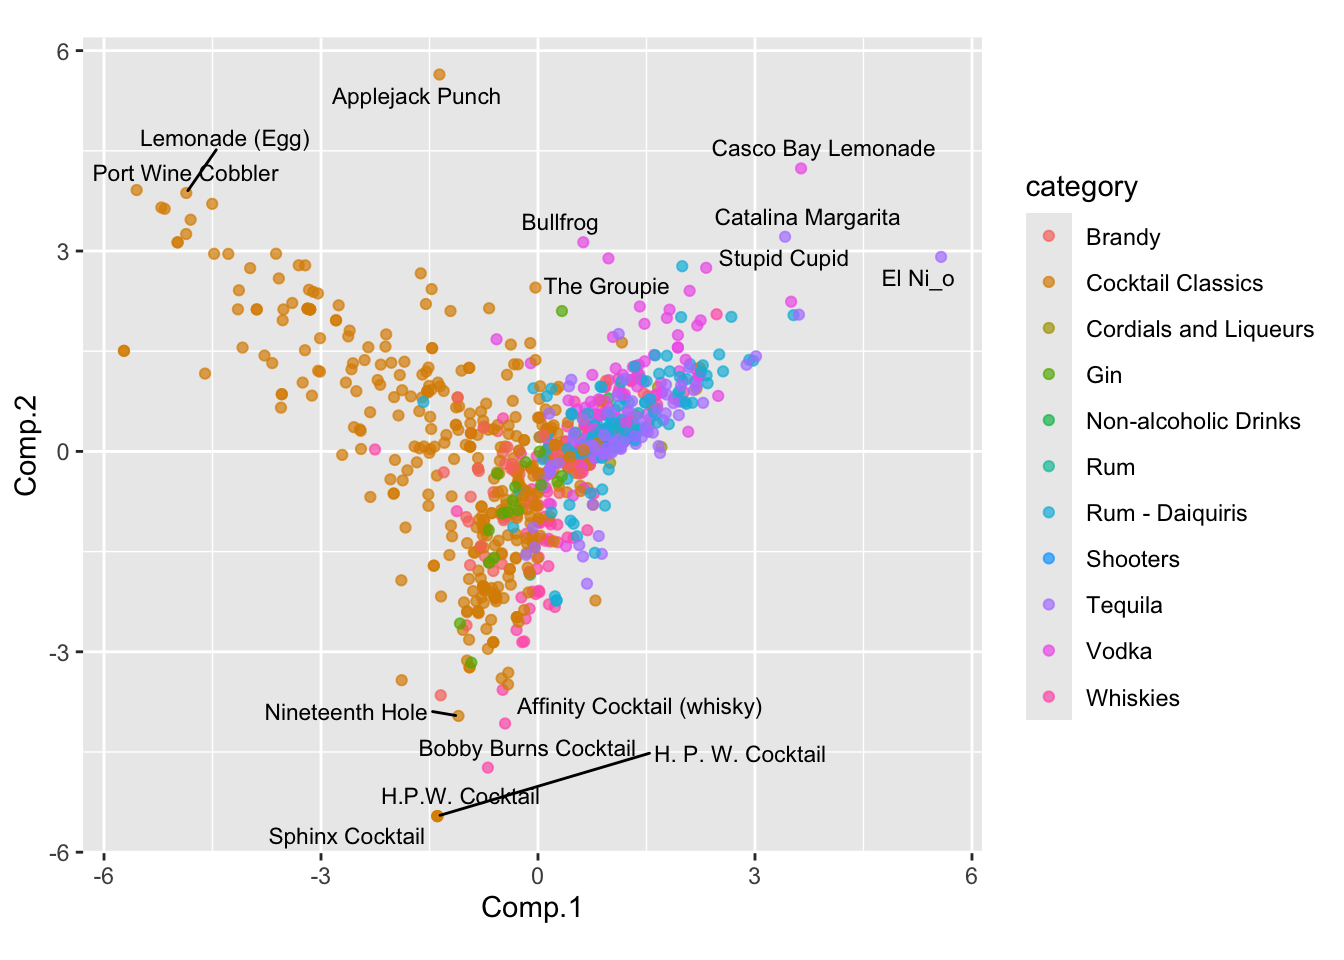 6
3
0
-3
-6
Comp.2
Applejack Punch
Lemonade (Egg)
Port Wine Cobbler
Casco Bay Lemonade
Catalina Margarita
Bullfrog
Stupid Cupid
El Ni_o
The Groupie
Nineteenth Hole
Affinity Cocktail (whisky)
Bobby Burns Cocktail
H. P. W. Cocktail
H.P.W. Cocktail
Sphinx Cocktail
-6
-3
0
3
6
Comp.1
category
Brandy
Cocktail Classics
Cordials and Liqueurs
Gin
Non-alcoholic Drinks
Rum
Rum - Daiquiris
Shooters
Tequila
Vodka
Whiskies